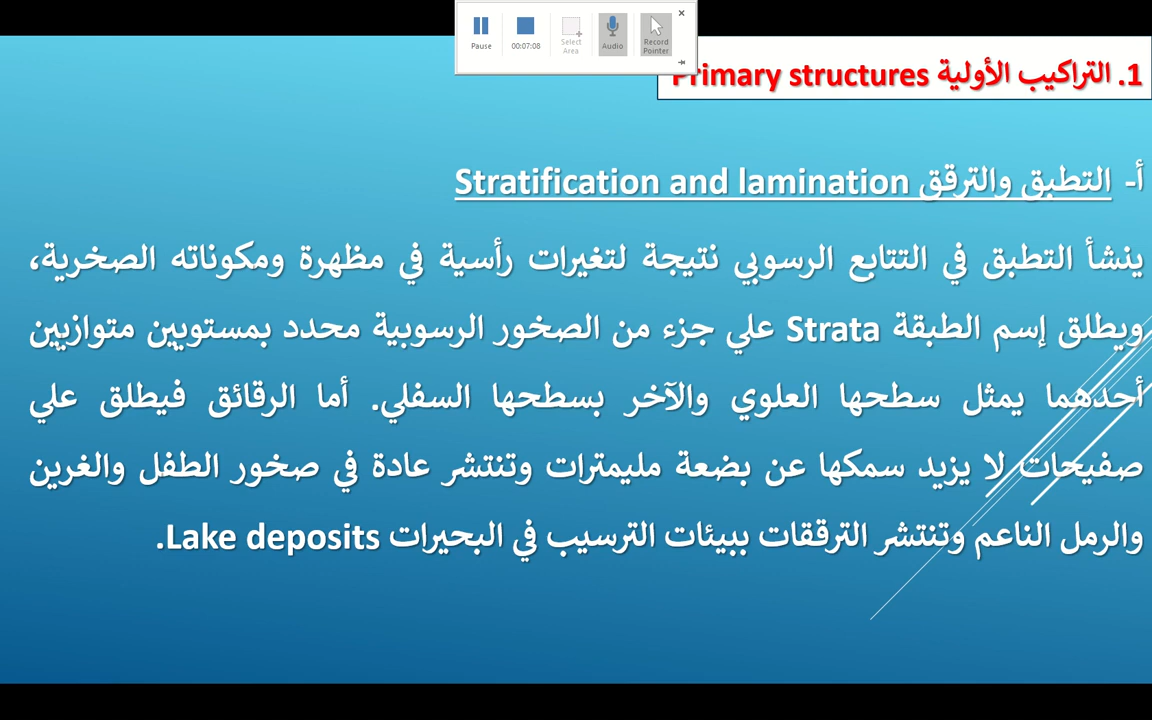 Pause
00:07:08
Select Area
Audio
Record Pointer
1. التراكيب الأولية Primary structures
أ- التطبق والترقق Stratification and lamination
ينشأ التطبق في التتابع الرسوبي نتيجة لتغيرات رأسية في مظهرة ومكوناته الصخرية،
ويطلق إسم الطبقة Strata علي جزء من الصخور الرسوبية محدد بمستويين متوازيين
أحدهما يمثل سطحها العلوي والآخر بسطحها السفلي. أما الرقائق فيطلق علي
صفيحات لا يزيد سمكها عن بضعة مليمترات وتنتشر عادة في صخور الطفل والغرين
والرمل الناعم وتنتشر الترققات ببيئات الترسيب في البحيرات Lake deposits.